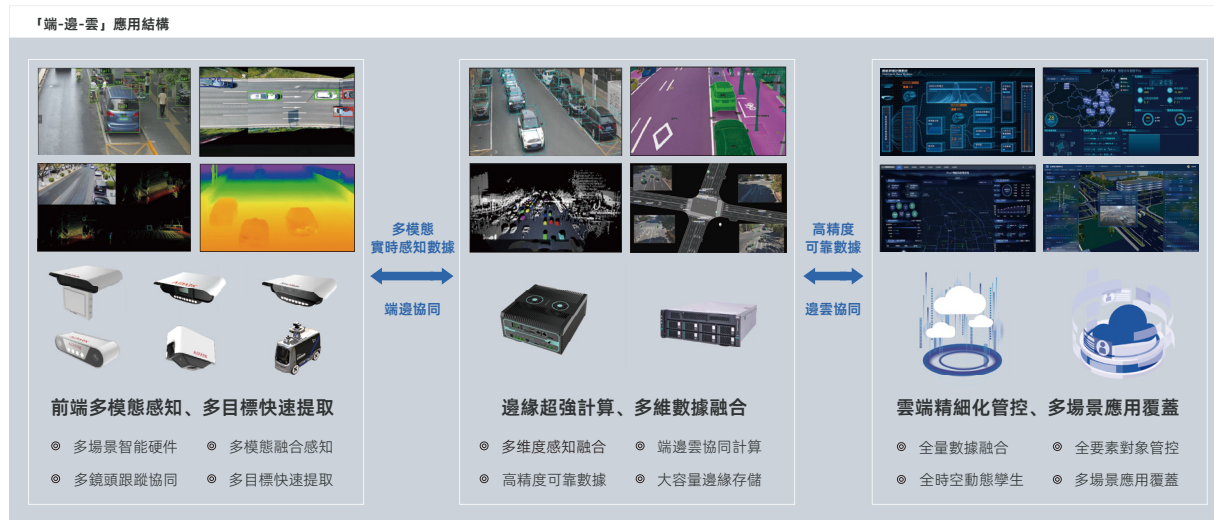 「端-邊-雲」應用結構
多模態
實時感知數據
端邊協同
高精度
可靠數據
邊雲協同
前端多模態感知、多目標快速提取
多場景智能硬件
多模態融合感知
多鏡頭跟蹤協同
多目標快速提取
邊緣超強計算、多維數據融合
多维度感知融合
端邊雲協同計算
高精度可靠數據
大容量邊緣存儲
雲端精細化管控、多場景應用覆蓋
全量數據融合
全要素對象管控
全時空動態孿生
多場景應用覆蓋